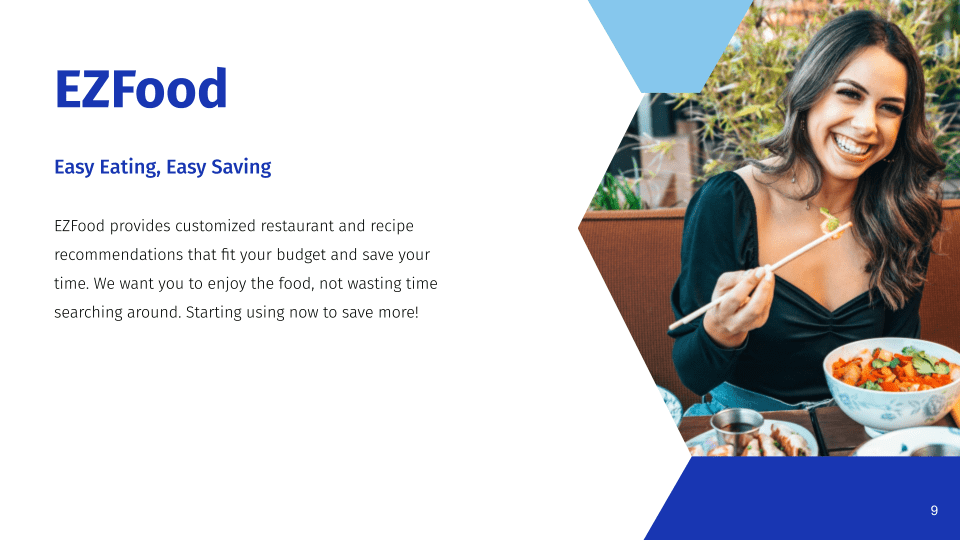 EZFood
Easy Eating, Easy Saving
EZFood provides customized restaurant and recipe
recommendations that fit your budget and save your
time. We want you to enjoy the food, not wasting time
searching around. Starting using now to save more!
9